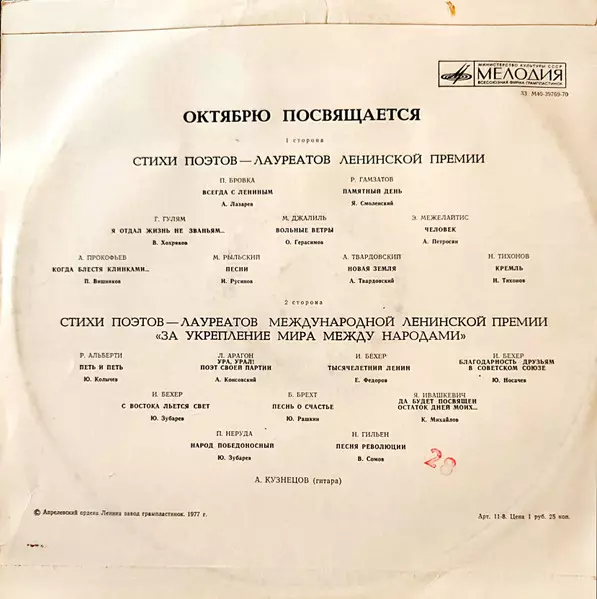 МИНИСТЕРСТВО КУЛЬТУРЫ СССР
МЕЛОДИЯ
ВСЕСОЮЗНАЯ ФИРМА ГРАМПЛАСТИНОК
33 М40-39769-70
ОКТЯБРЮ ПОСВЯЩАЕТСЯ
1 сторона
СТИХИ ПОЭТОВ — ЛАУРЕАТОВ ЛЕНИНСКОЙ ПРЕМИИ
П. БРОВКА Р. ГАМЗАТОВ
ВСЕГДА С ЛЕНИНЫМ ПАМЯТНЫЙ ДЕНЬ
А. Лазарев Я. Смоленский
Г. ГУЛЯМ М. ДЖАЛИЛЬ Э. МЕЖЕЛАЙТИС
Я ОТДАЛ ЖИЗНЬ НЕ ЗВАНЬЯМ... ВОЛЬНЫЕ ВЕТРЫ ЧЕЛОВЕК
В. Хохряков О. Герасимов А. Петросян
А. ПРОКОФЬЕВ М. РЫЛЬСКИЙ А. ТВАРДОВСКИЙ Н. ТИХОНОВ
КОГДА БЛЕСТЯ КЛИНКАМИ... ПЕСНИ НОВАЯ ЗЕМЛЯ КРЕМЛЬ
П. Вишняков И. Русинов А. Твардовский Н. Тихонов
2 сторона
СТИХИ ПОЭТОВ — ЛАУРЕАТОВ МЕЖДУНАРОДНОЙ ЛЕНИНСКОЙ ПРЕМИИ
«ЗА УКРЕПЛЕНИЕ МИРА МЕЖДУ НАРОДАМИ»
Р. АЛЬБЕРТИ Л. АРАГОН И. БЕХЕР И. БЕХЕР
ПЕТЬ И ПЕТЬ УРА, УРАЛ! ТЫСЯЧЕЛЕТНИЙ ЛЕНИН БЛАГОДАРНОСТЬ ДРУЗЬЯМ
ПОЭТ СВОЕЙ ПАРТИИ В СОВЕТСКОМ СОЮЗЕ
Ю. Колычев А. Консовский Е. Федоров Ю. Носачев
И. БЕХЕР Б. БРЕХТ Я. ИВАШКЕВИЧ
С ВОСТОКА ЛЬЕТСЯ СВЕТ ПЕСНЬ О СЧАСТЬЕ ДА БУДЕТ ПОСВЯЩЕН
ОСТАТОК ДНЕЙ МОИХ...
Ю. Зубарев Ю. Рашкин К. Михайлов
П. НЕРУДА Н. ГИЛЬЕН
НАРОД ПОБЕДОНОСНЫЙ ПЕСНЯ РЕВОЛЮЦИИ
Ю. Зубарев В. Сомов
28
А. КУЗНЕЦОВ (гитара)
© Апрелевский ордена Ленина завод грампластинок, 1977 г.
Арт. 11-8. Цена 1 руб. 25 коп.